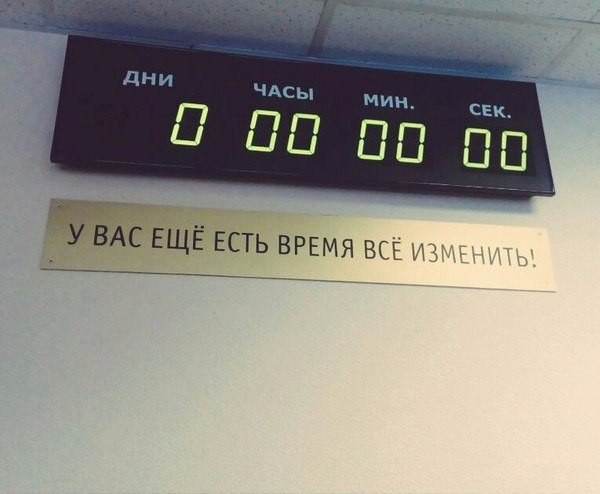 ДНИ ЧАСЫ МИН. СЕК.
0 00 00 00
У ВАС ЕЩЁ ЕСТЬ ВРЕМЯ ВСЁ ИЗМЕНИТЬ!